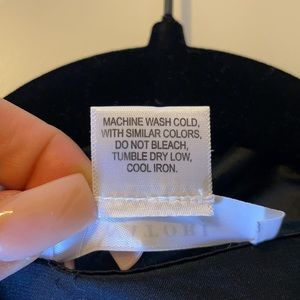 MACHINE WASH COLD,
WITH SIMILAR COLORS,
DO NOT BLEACH,
TUMBLE DRY LOW,
COOL IRON.